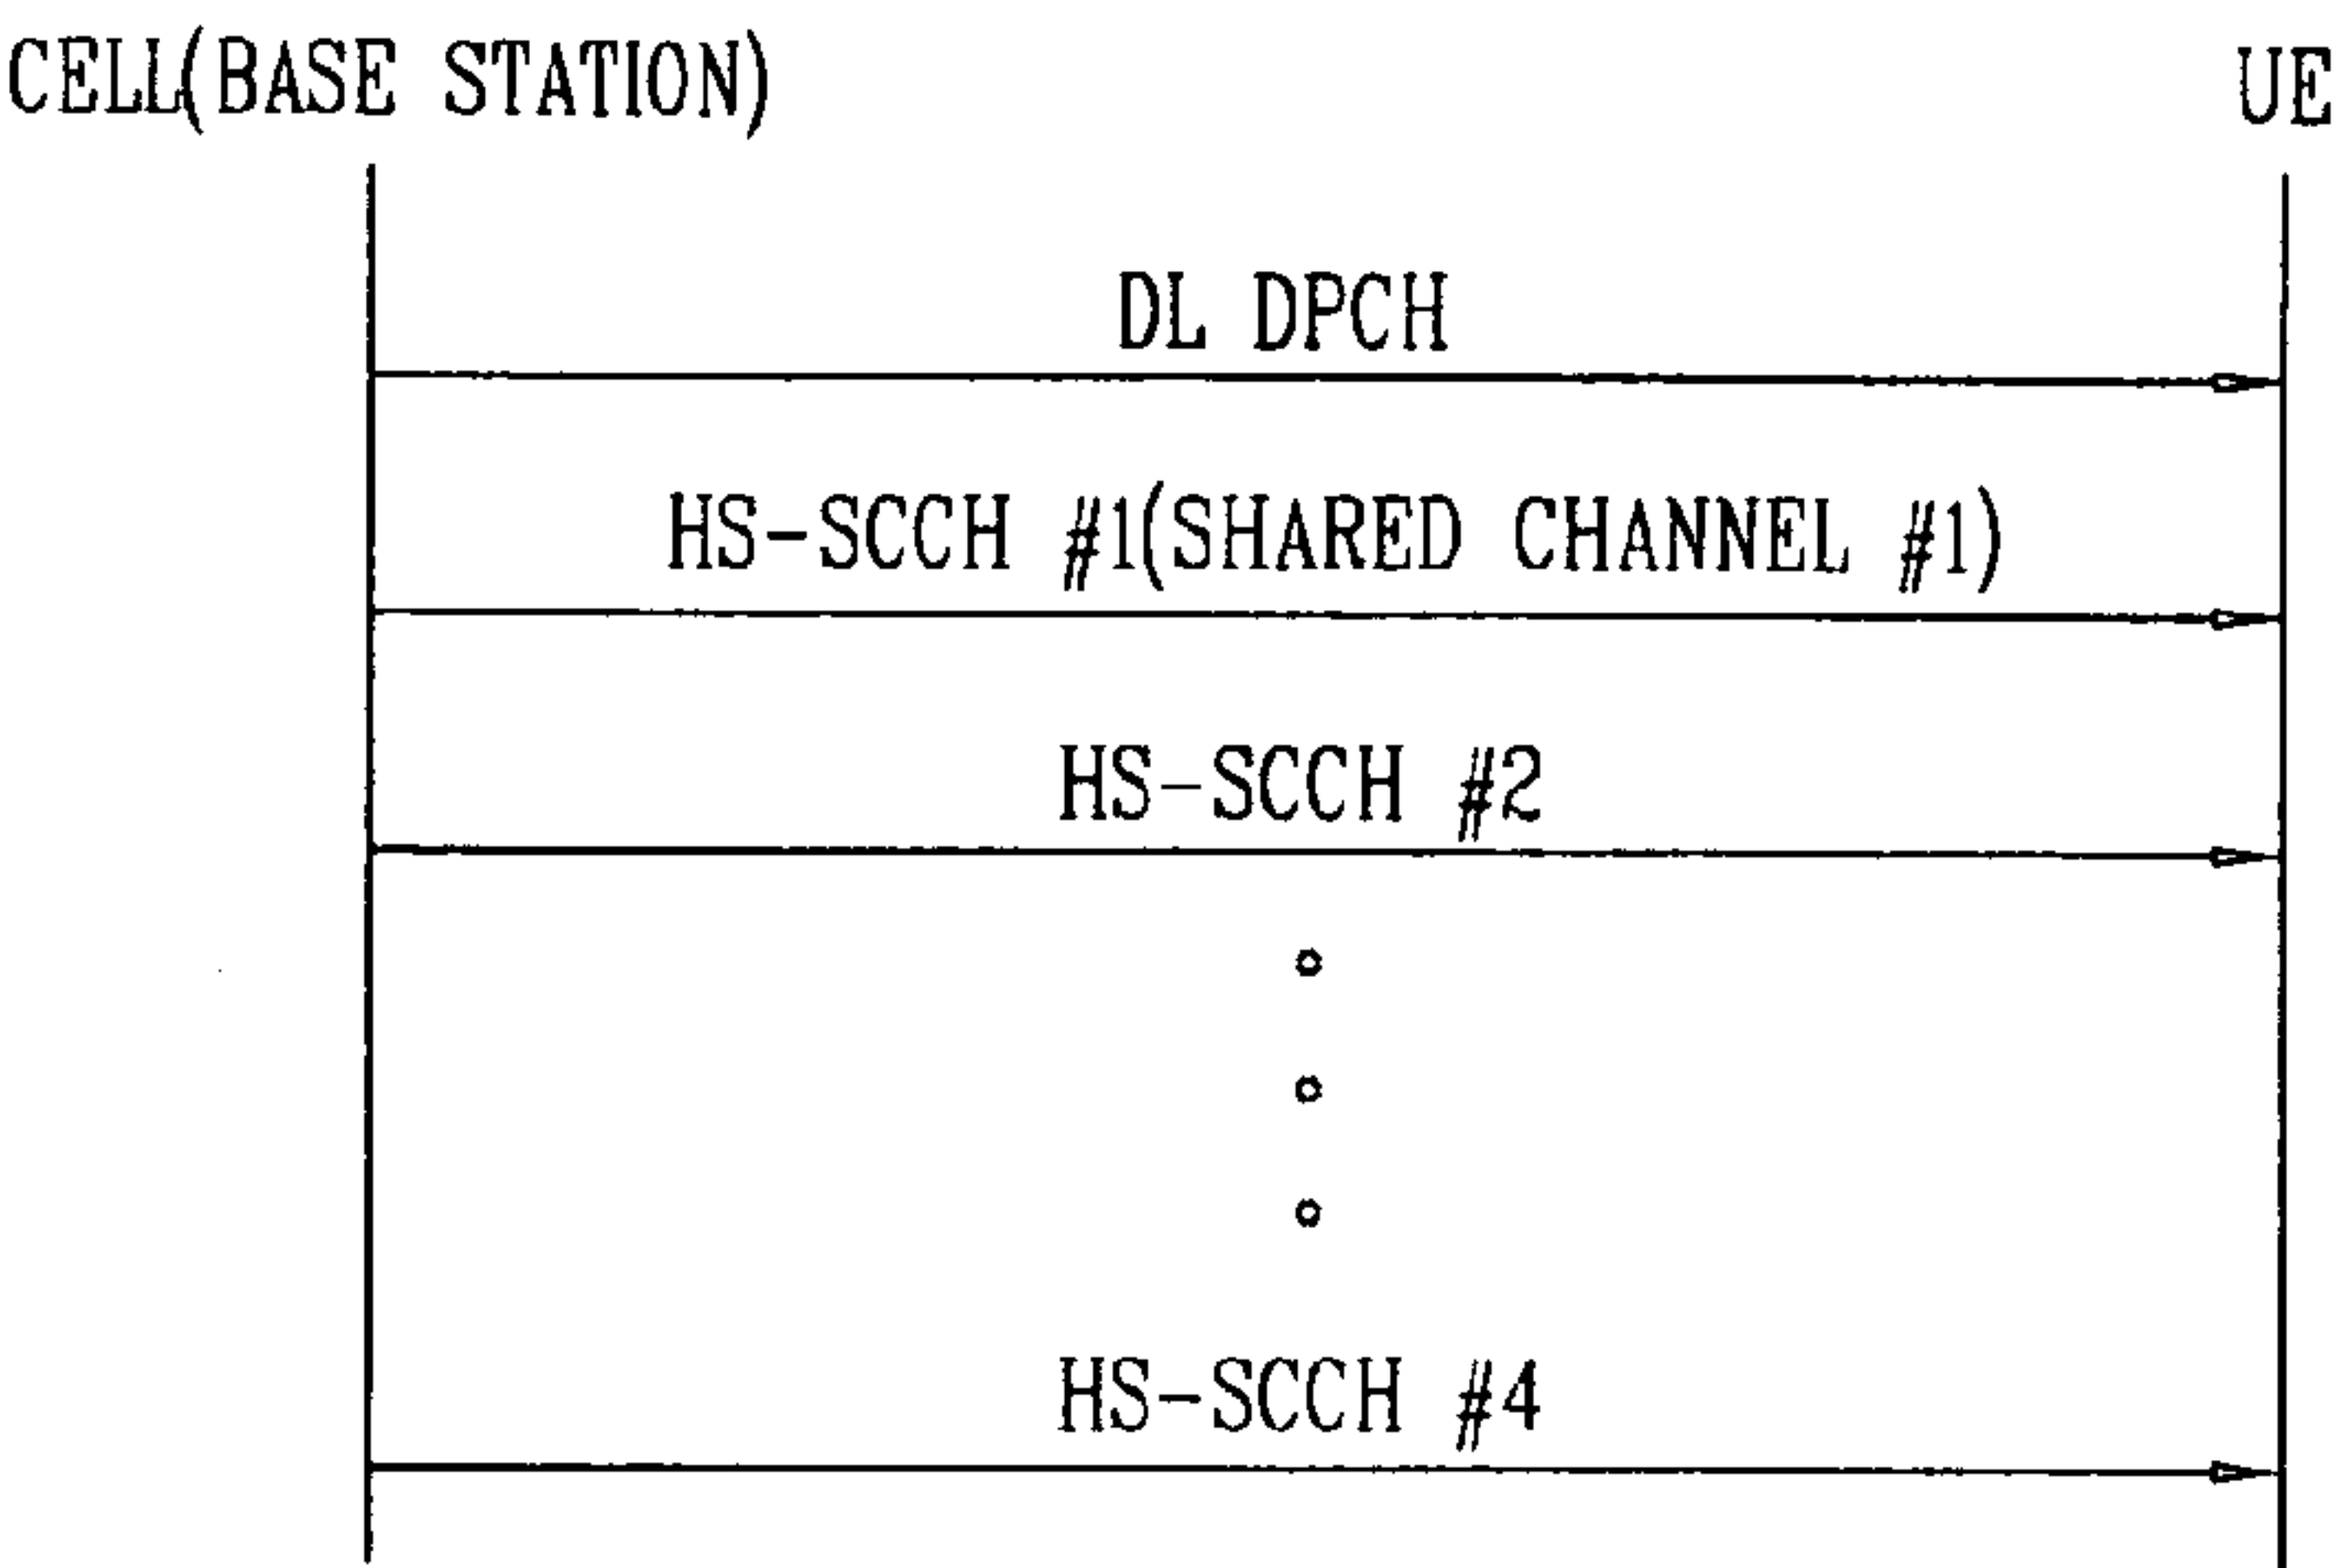 CELL(BASE STATION) UE
DL DPCH
HS-SCCH #1(SHARED CHANNEL #1)
HS-SCCH #2
HS-SCCH #4